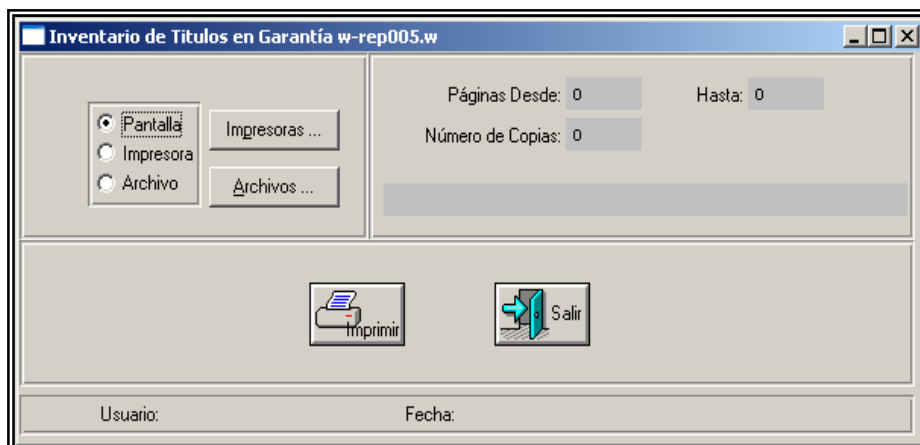 Inventario de Titulos en Garantía w-rep005.w
Pantalla
Impresora
Archivo
Impresoras ...
Archivos ...
Páginas Desde: 0 Hasta: 0
Número de Copias: 0
Imprimir
Salir
Usuario: Fecha: